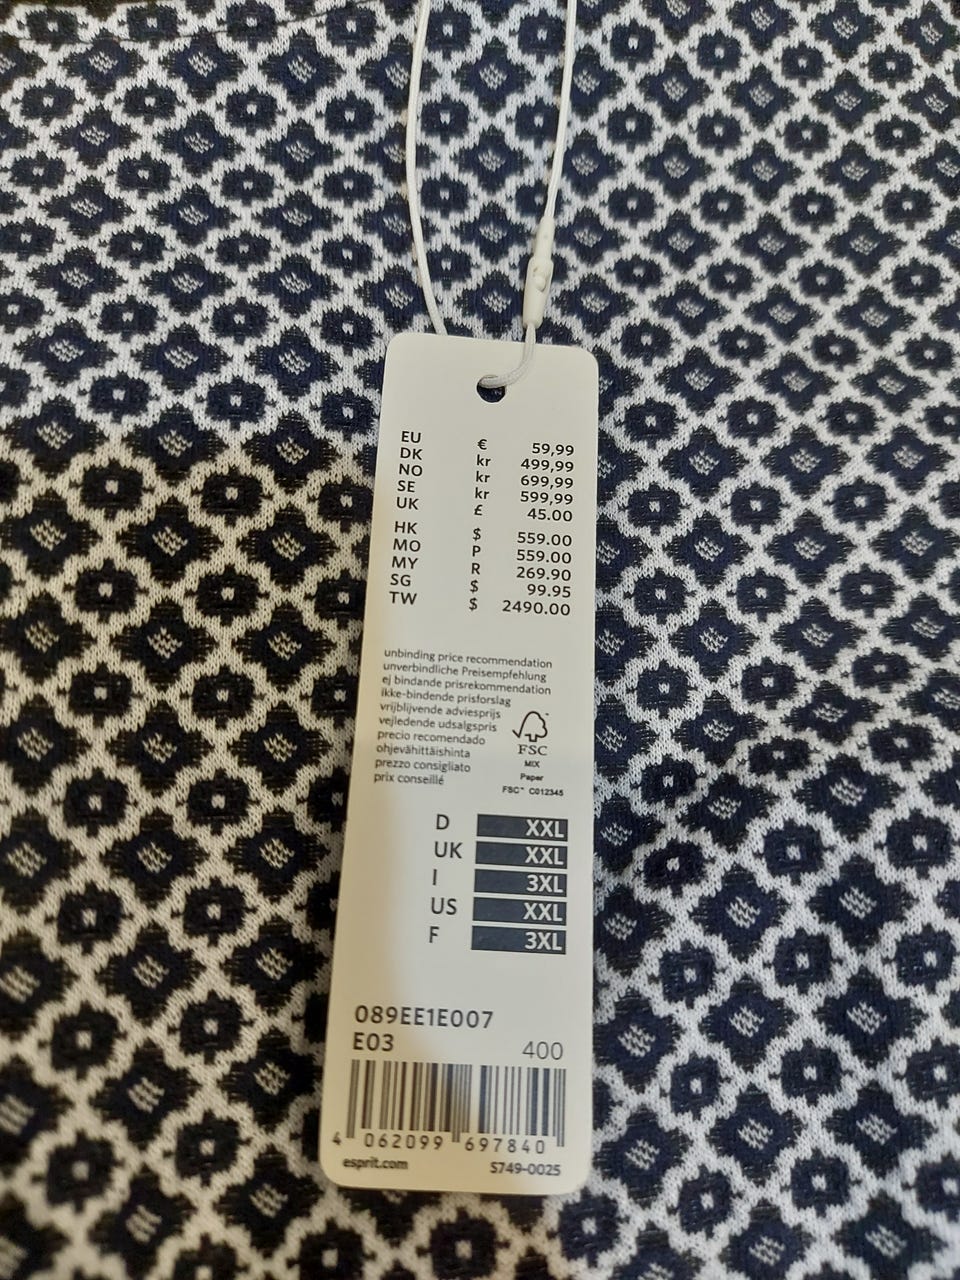 EU € 59,99
DK kr 499,99
NO kr 699,99
SE kr 599,99
UK £ 45.00
HK $ 559.00
MO P 559.00
MY R 269.90
SG $ 99.95
TW $ 2490.00
unbinding price recommendation
unverbindliche Preisempfehlung
ej bindande prisrekommendation
ikke-bindende prisforslag
vrijblijvende adviesprijs
vejledende udsalgspris
precio recomendado
ohjevähittäishinta
prezzo consigliato
prix conseillé
FSC
MIX
Paper
FSC™ C012345
D XXL
UK XXL
I 3XL
US XXL
F 3XL
089EE1E007
E03 400
4 062099 697840
esprit.com S749-0025